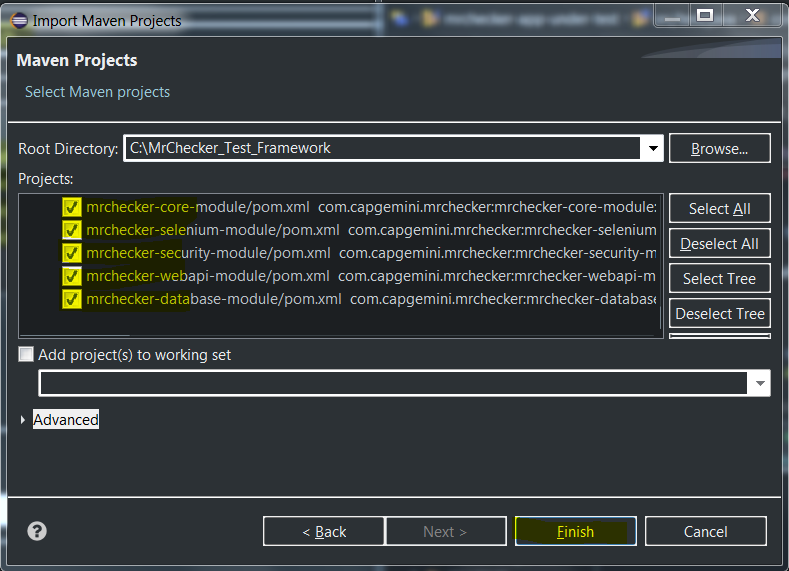 Import Maven Projects
Maven Projects
Select Maven projects
Root Directory: C:\MrChecker_Test_Framework Browse...
Projects:
mrchecker-core-module/pom.xml com.capgemini.mrchecker:mrchecker-core-module: Select All
mrchecker-selenium-module/pom.xml com.capgemini.mrchecker:mrchecker-selenium Deselect All
mrchecker-security-module/pom.xml com.capgemini.mrchecker:mrchecker-security-m
mrchecker-webapi-module/pom.xml com.capgemini.mrchecker:mrchecker-webapi-m Select Tree
mrchecker-database-module/pom.xml com.capgemini.mrchecker:mrchecker-database Deselect Tree
Add project(s) to working set
Advanced
? < Back Next > Finish Cancel